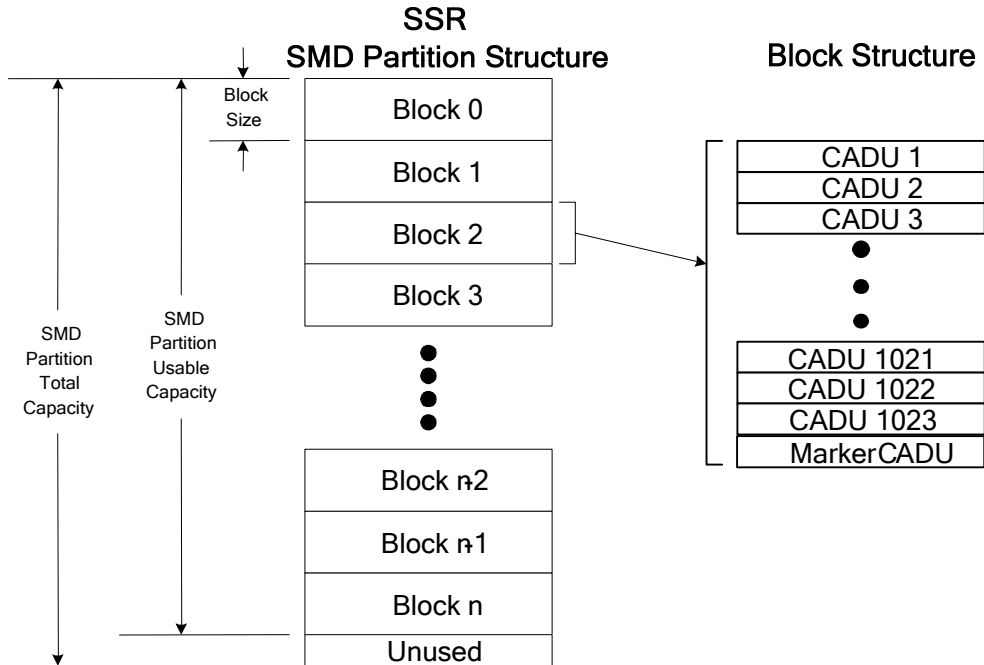 SSR
SMD Partition Structure
Block Structure
Block
Size
Block 0
Block 1
Block 2
Block 3
SMD
Partition
Total
Capacity
SMD
Partition
Usable
Capacity
Block n-2
Block n-1
Block n
Unused
CADU 1
CADU 2
CADU 3
CADU 1021
CADU 1022
CADU 1023
MarkerCADU